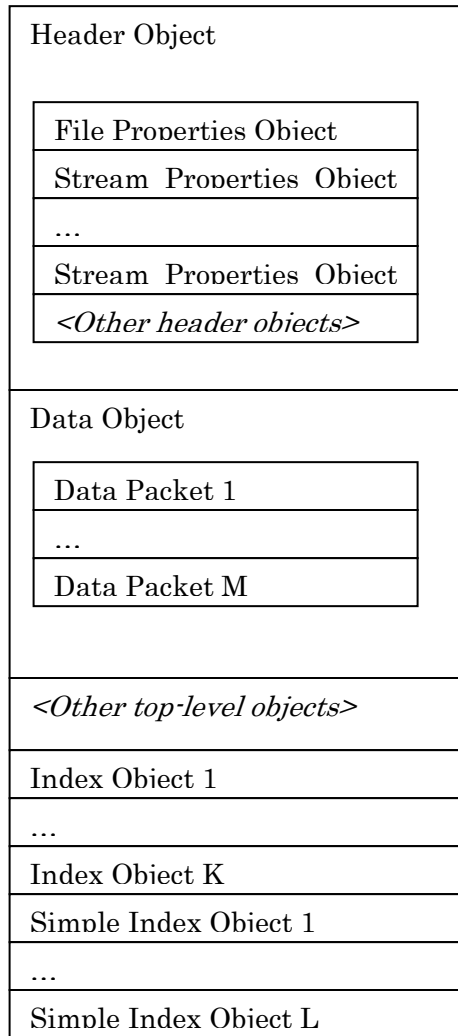 Header Object
File Properties Object
Stream Properties Object
...
Stream Properties Object
<Other header objects>
Data Object
Data Packet 1
...
Data Packet M
<Other top-level objects>
Index Object 1
...
Index Object K
Simple Index Object 1
...
Simple Index Object L